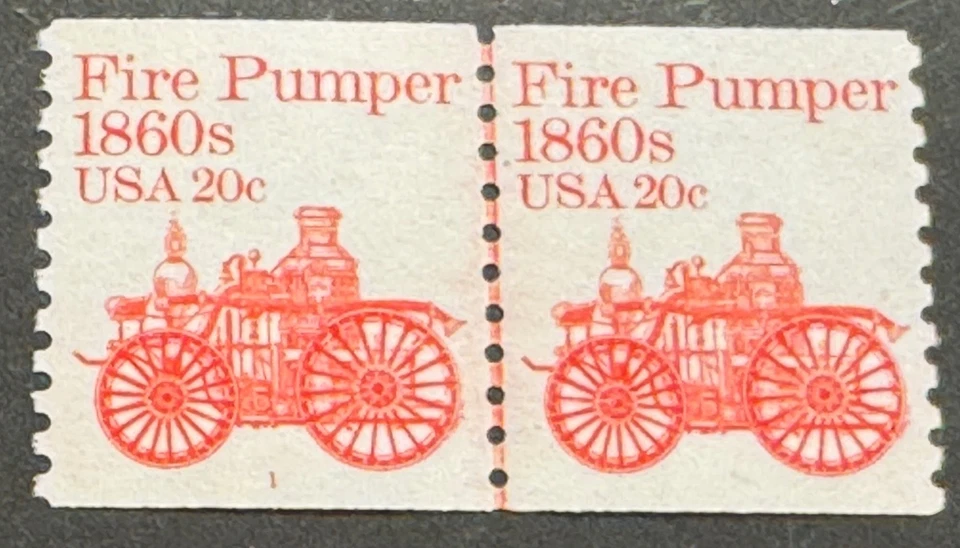 Fire Pumper
1860s
USA 20c
1
Fire Pumper
1860s
USA 20c